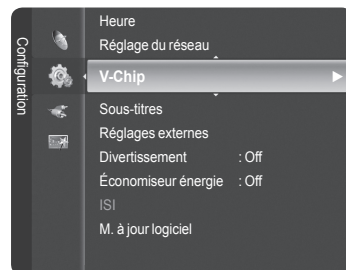 Configuration
Heure
Réglage du réseau
V-Chip
Sous-titres
Réglages externes
Divertissement : Off
Économiseur énergie : Off
ISI
M. à jour logiciel